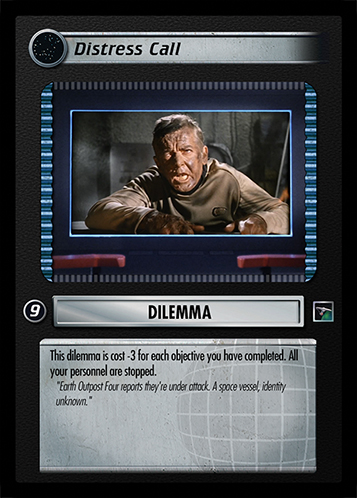 Distress Call
9
DILEMMA
This dilemma is cost -3 for each objective you have completed. All
your personnel are stopped.
"Earth Outpost Four reports they're under attack. A space vessel, identity
unknown."